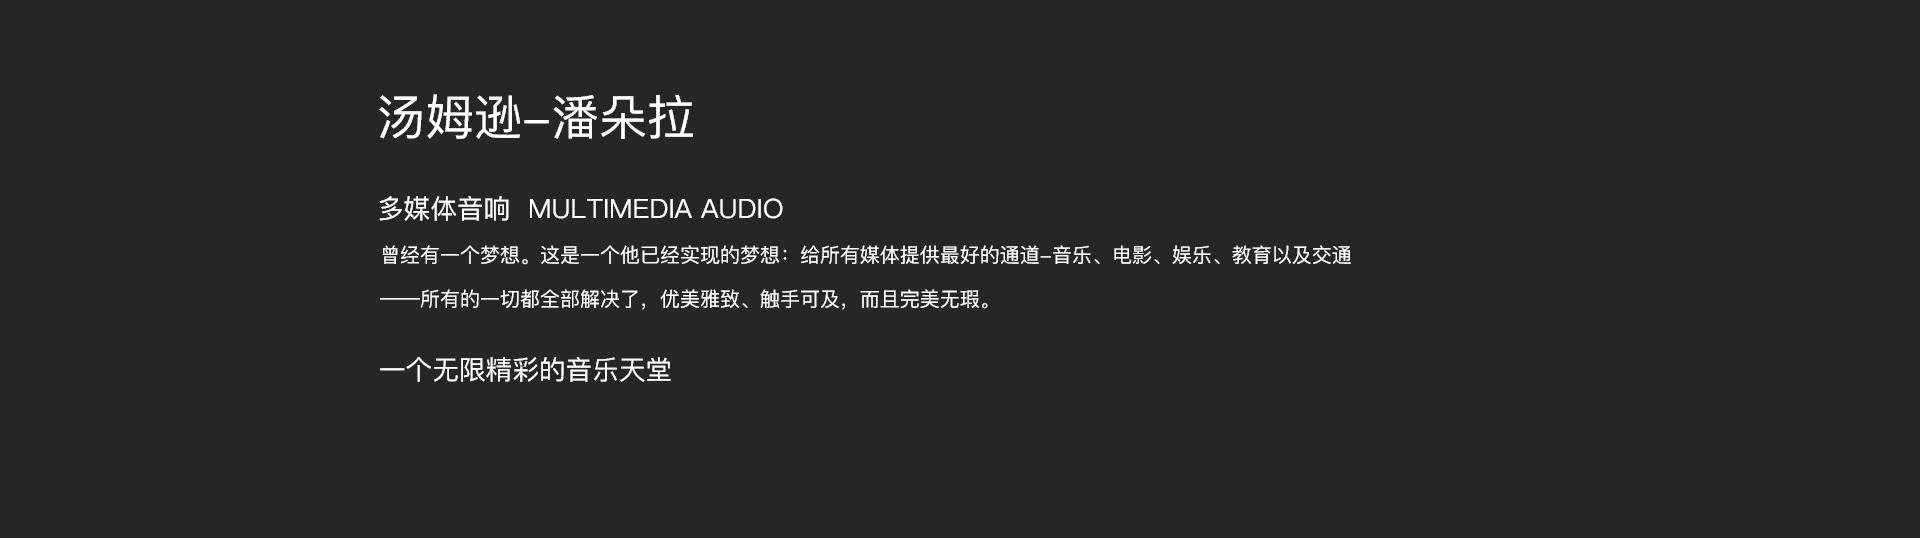 汤姆逊–潘朵拉
多媒体音响 MULTIMEDIA AUDIO
曾经有一个梦想。这是一个他已经实现的梦想：给所有媒体提供最好的通道–音乐、电影、娱乐、教育以及交通
——所有的一切都全部解决了，优美雅致、触手可及，而且完美无瑕。
一个无限精彩的音乐天堂